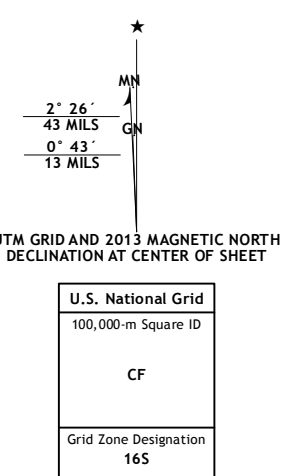 ★
MN
GN
2° 26´
43 MILS
0° 43´
13 MILS
UTM GRID AND 2013 MAGNETIC NORTH
DECLINATION AT CENTER OF SHEET
U.S. National Grid
100,000-m Square ID
CF
Grid Zone Designation
16S